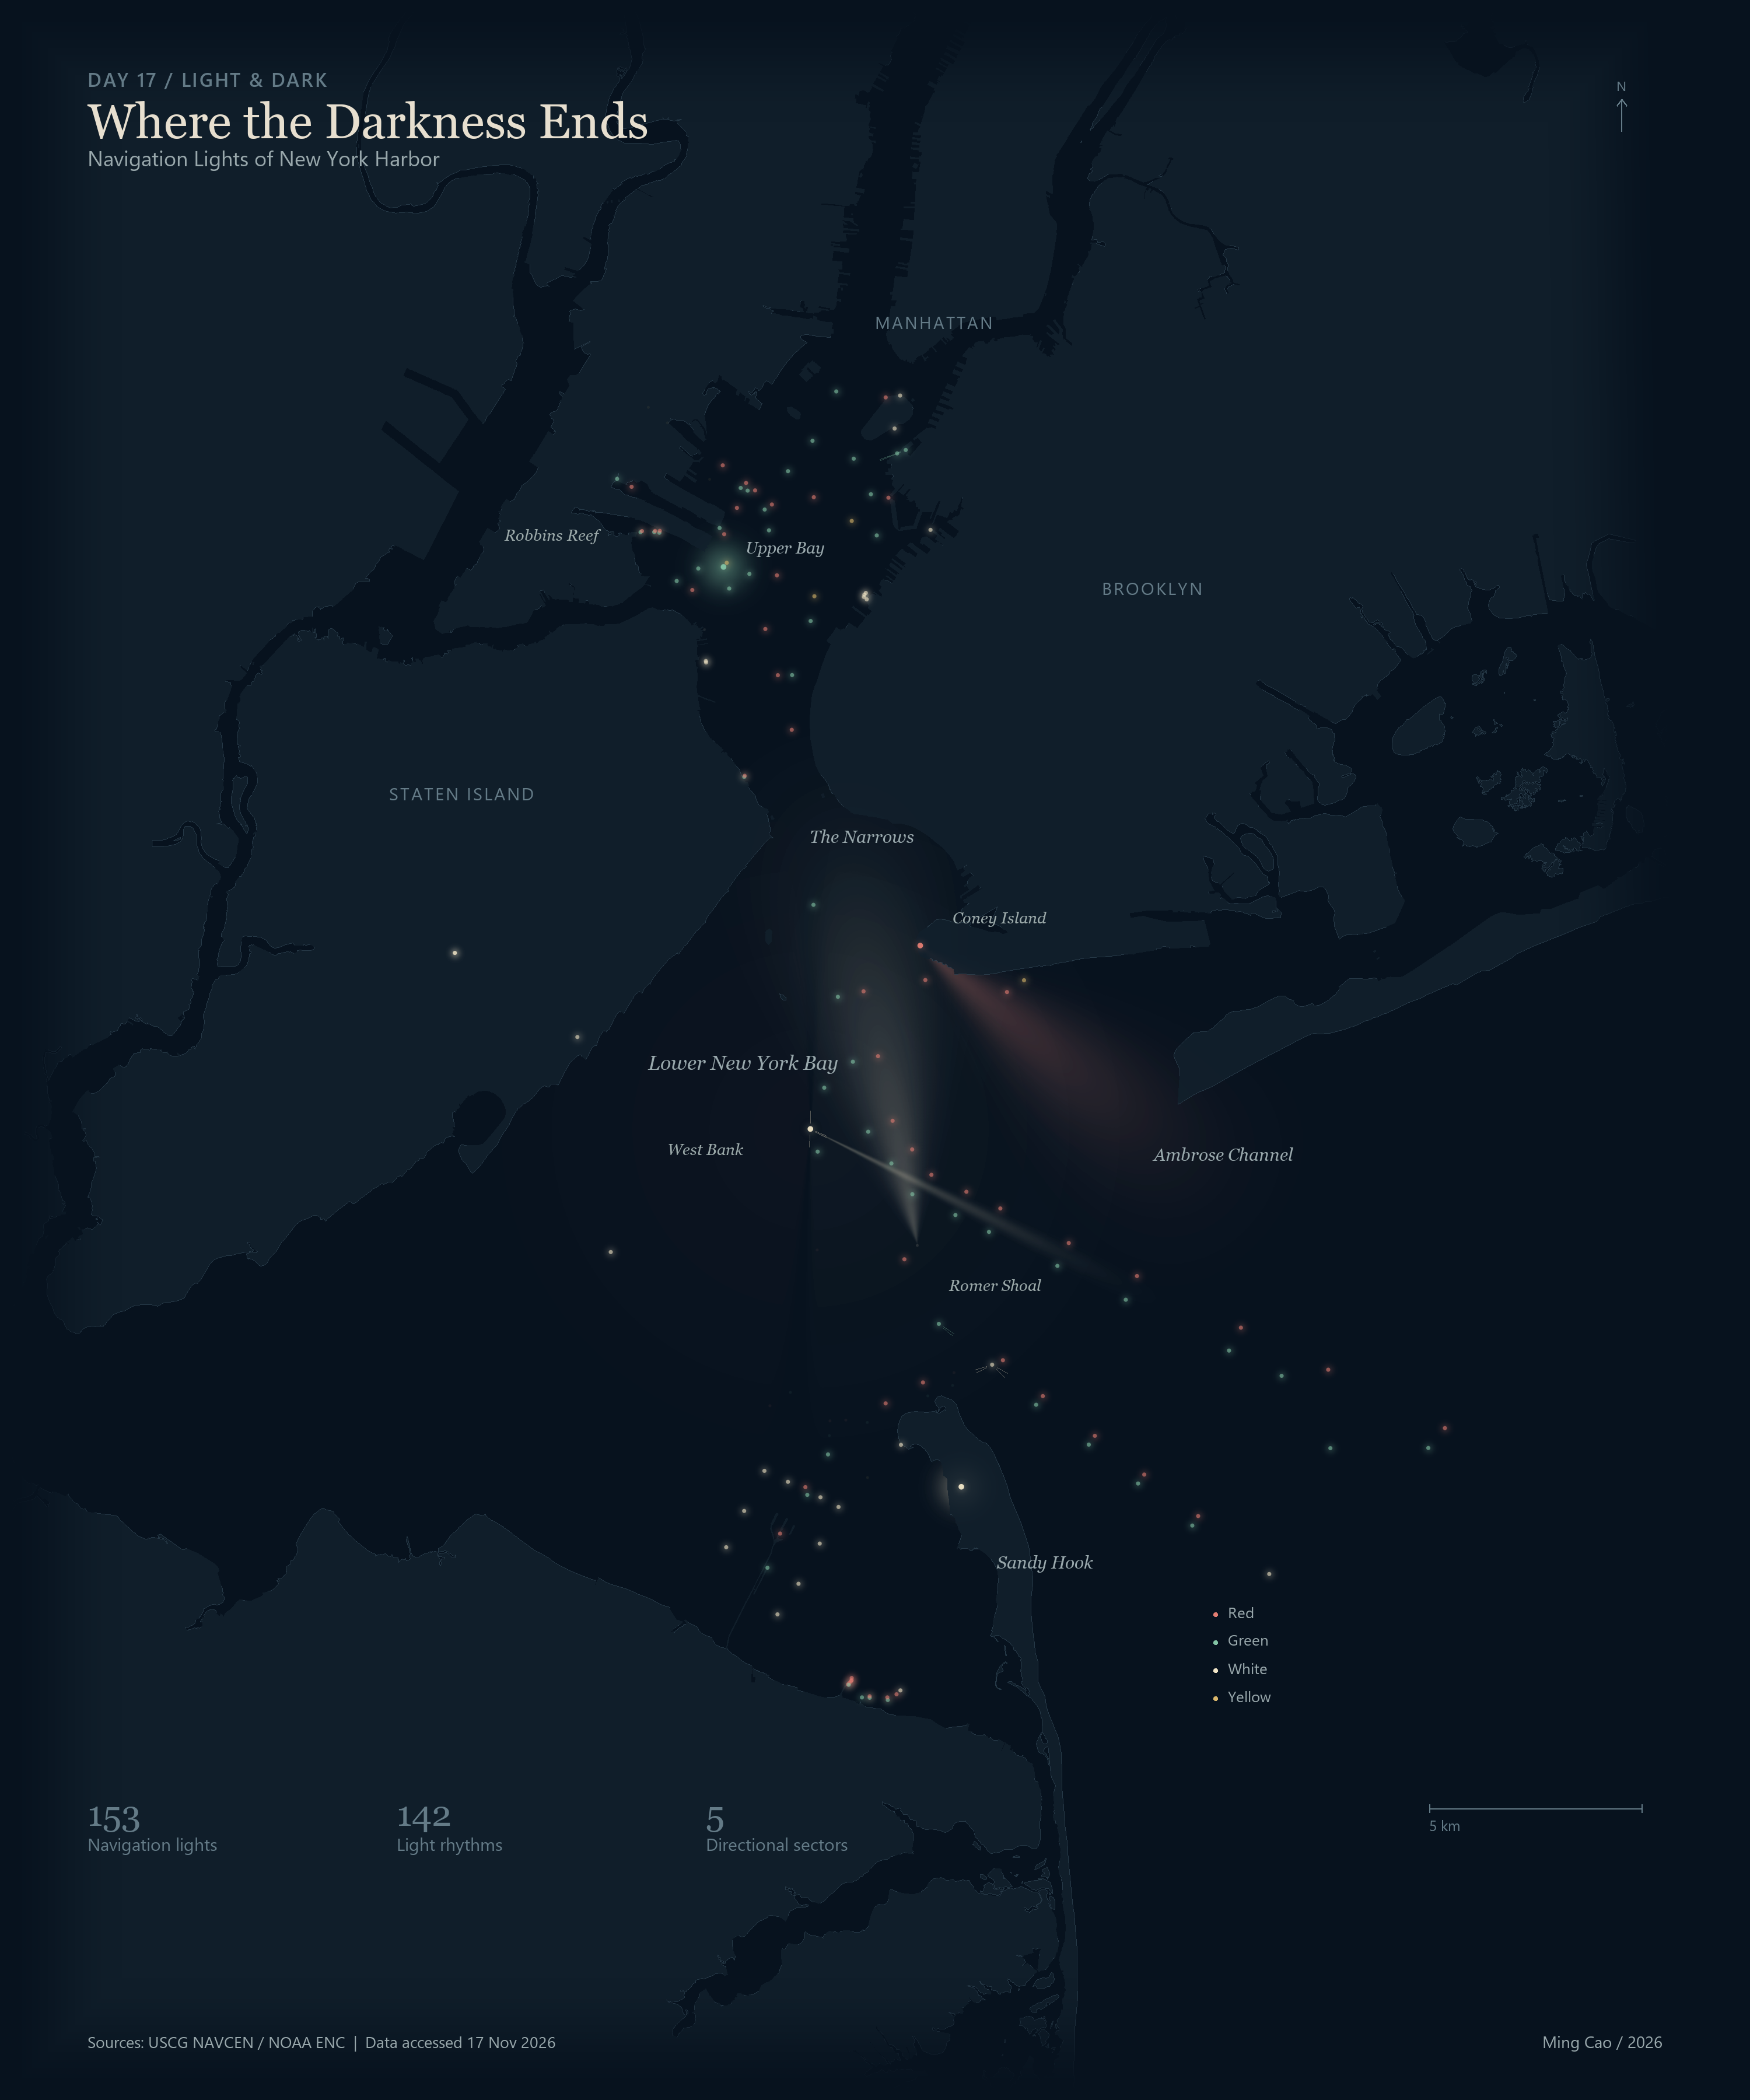 DAY 17 / LIGHT & DARK
Where the Darkness Ends
Navigation Lights of New York Harbor
N
MANHATTAN
Robbins Reef
Upper Bay
BROOKLYN
STATEN ISLAND
The Narrows
Coney Island
Lower New York Bay
West Bank
Ambrose Channel
Romer Shoal
Sandy Hook
Red
Green
White
Yellow
153
Navigation lights
142
Light rhythms
5
Directional sectors
5 km
Sources: USCG NAVCEN / NOAA ENC | Data accessed 17 Nov 2026
Ming Cao / 2026